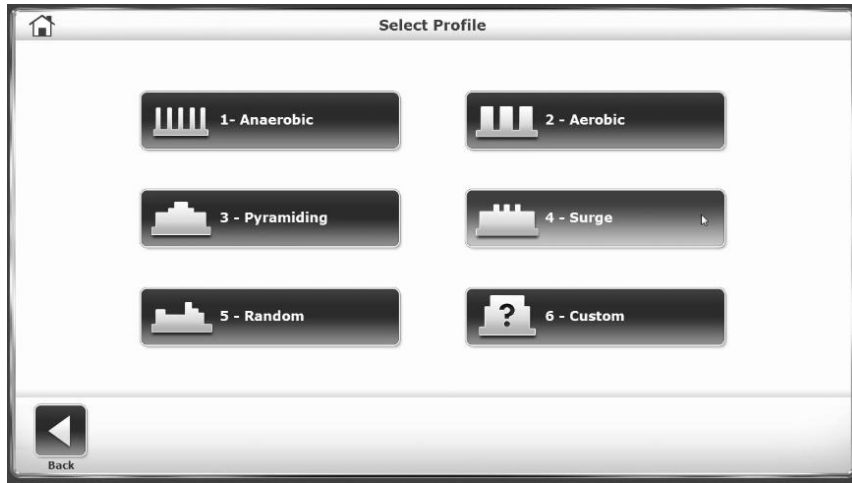 Select Profile
1- Anaerobic
2 - Aerobic
3 - Pyramiding
4 - Surge
5 - Random
?
6 - Custom
Back